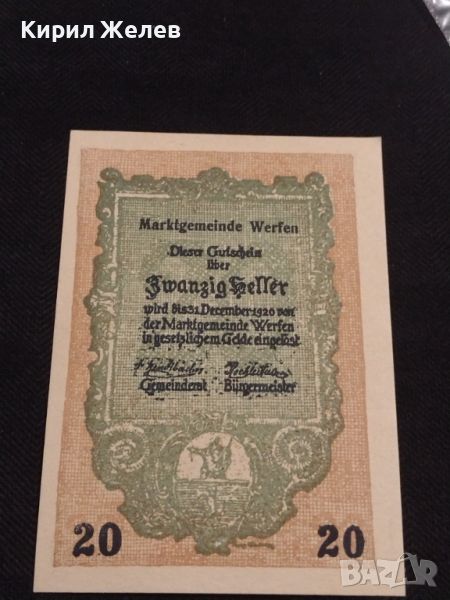 Кирил Желев
Marktgemeinde Werfen
Dieser Gutschein
über
Zwanzig Heller
wird bis 31. December 1920 von
der Marktgemeinde Werfen
in gesetzlichem Gelde eingelöst
Gemeinderat Bürgermeister
20 20
BAZAR